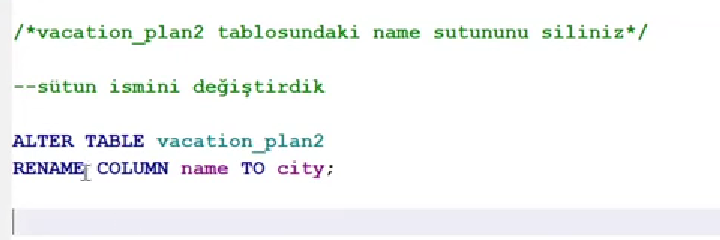 /*vacation_plan2 tablosundaki name sutununu siliniz*/
--sütun ismini değiştirdik
ALTER TABLE vacation_plan2
RENAME COLUMN name TO city;